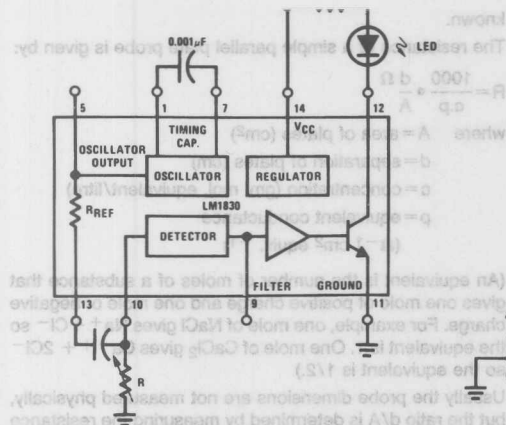 known.
The resistance of a simple parallel plate probe is given by:
0.001μF
LED
R= 1000/c.p • d/A Ω
5 1 7 14 12
VCC
where A = area of plates (cm²)
TIMING
CAP.
OSCILLATOR
OUTPUT
d = separation of plates (cm)
OSCILLATOR
REGULATOR
c = concentration (gm. mol. equivalent/litre)
LM1830
RREF
p = equivalent conductance
DETECTOR
cm² equiv.
FILTER
GROUND
(An equivalent is the number of moles of a substance that
13 10 9 11
gives one mole of positive charge and one mole of negative
charge. For example, one mole of NaCl gives Na+ + Cl− so
the equivalent is One mole of CaCl₂ gives + 2Cl−
so the equivalent is 1/2.)
R
Usually the probe dimensions are not measured physically,
but the ratio d/A is determined by measuring the resistance